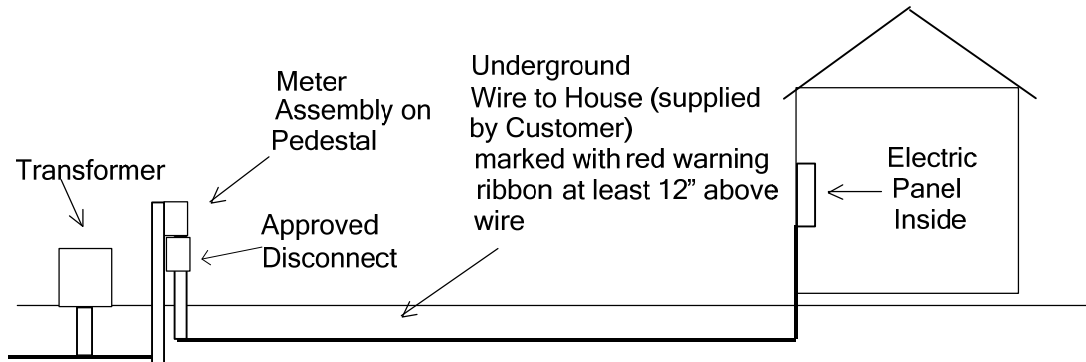 Transformer
Meter
Assembly on
Pedestal
Approved
Disconnect
Underground
Wire to House (supplied
by Customer)
marked with red warning
ribbon at least 12” above
wire
Electric
Panel
Inside